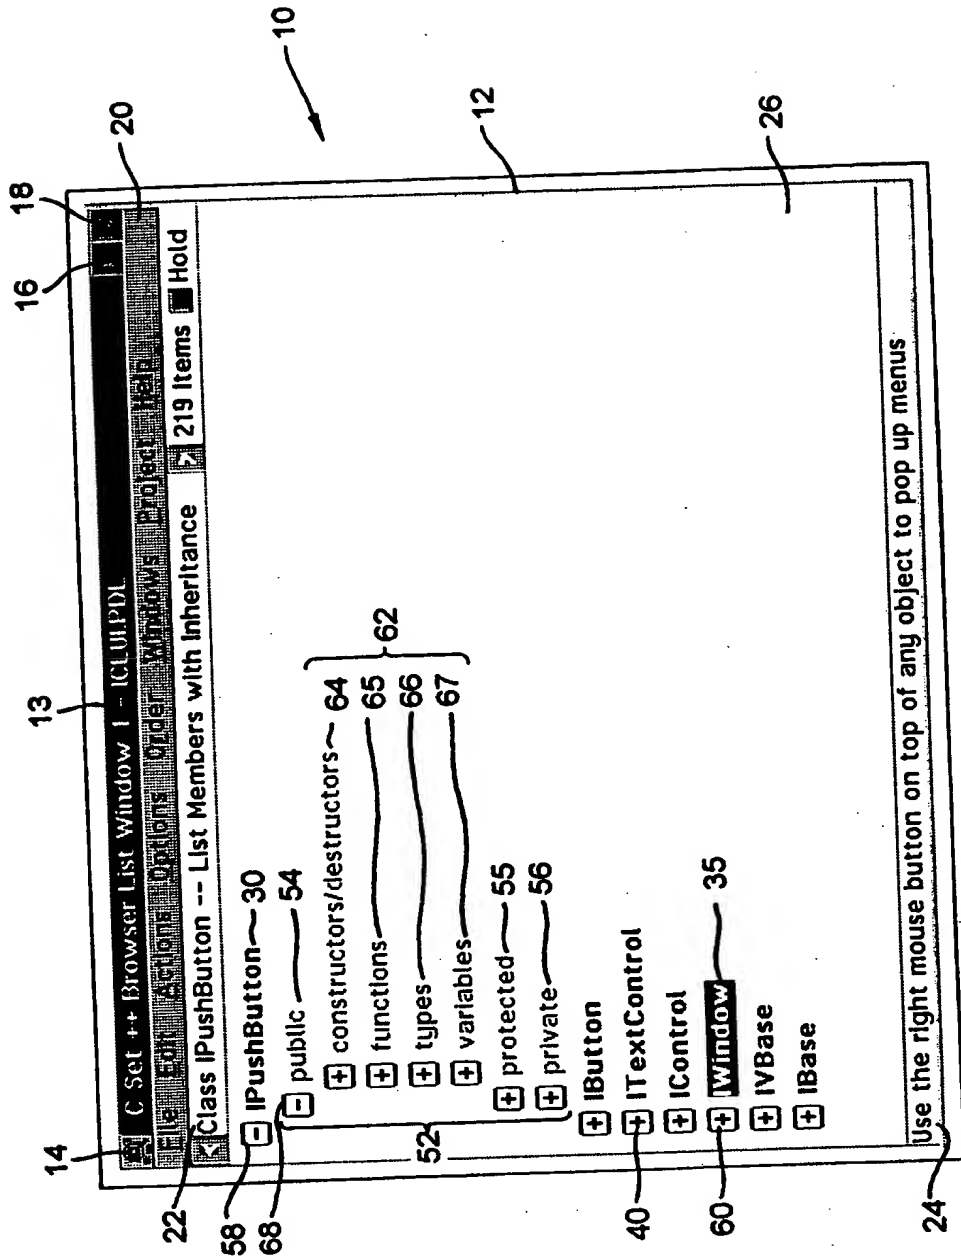 10
13
14
16
18
C Set ++ Browser List Window 1 - ICLUI.PDL
File Edit Actions Options Order Windows Project Help
20
22
< Class IPushButton -- List Members with Inheritance > 219 Items Hold
58 - IPushButton 30
68 - public 54
+ constructors/destructors 64
+ functions 65
62
+ types 66
+ variables 67
52
+ protected 55
+ private 56
12
+ IButton
40 + ITextControl
+ IControl
60 + IWindow 35
+ IVBase
+ IBase
26
24
Use the right mouse button on top of any object to pop up menus